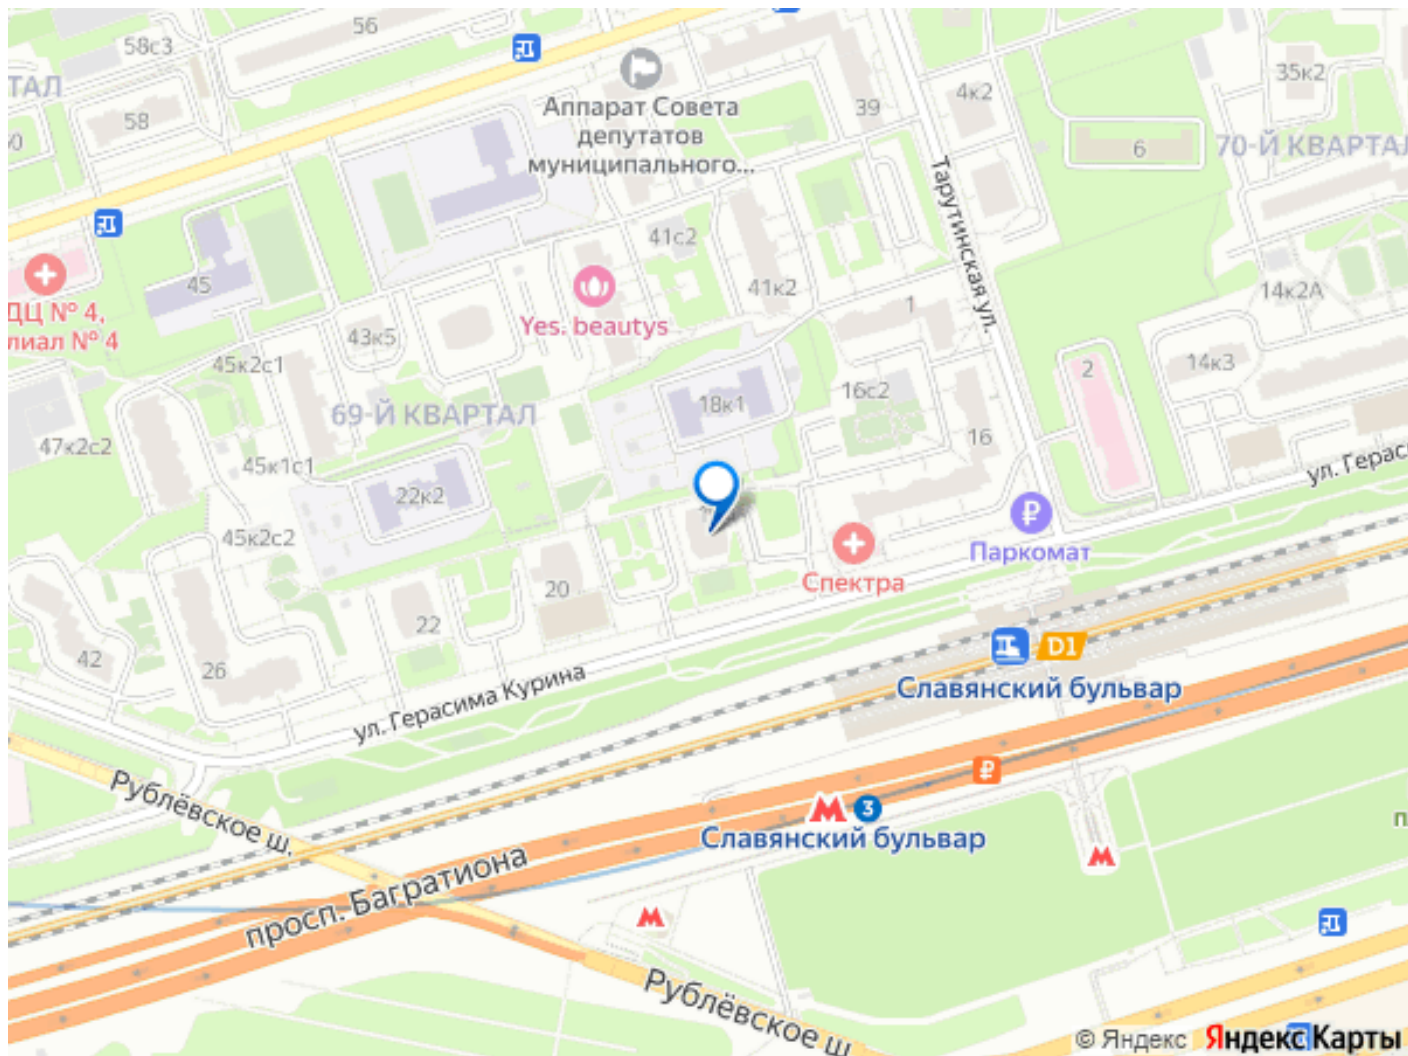 58с3
56
ТАЛ
58
Аппарат Совета
депутатов
муниципального...
39
4к2
35к2
6
70-Й КВАРТАЛ
Тарутинская ул.
45
41с2
41к2
1
14к2А
ДЦ № 4,
лиал № 4
Yes. beautys
43к5
45к2с1
69-Й КВАРТАЛ
18к1
16с2
2
14к3
16
47к2с2
45к1с1
22к2
45к2с2
ул. Герас
Паркомат
Спектра
20
22
42
26
D1
Славянский бульвар
ул. Герасима Курина
Рублёвское ш.
3
Славянский бульвар
просп. Багратиона
Рублёвское ш.
© Яндекс Яндекс Карты